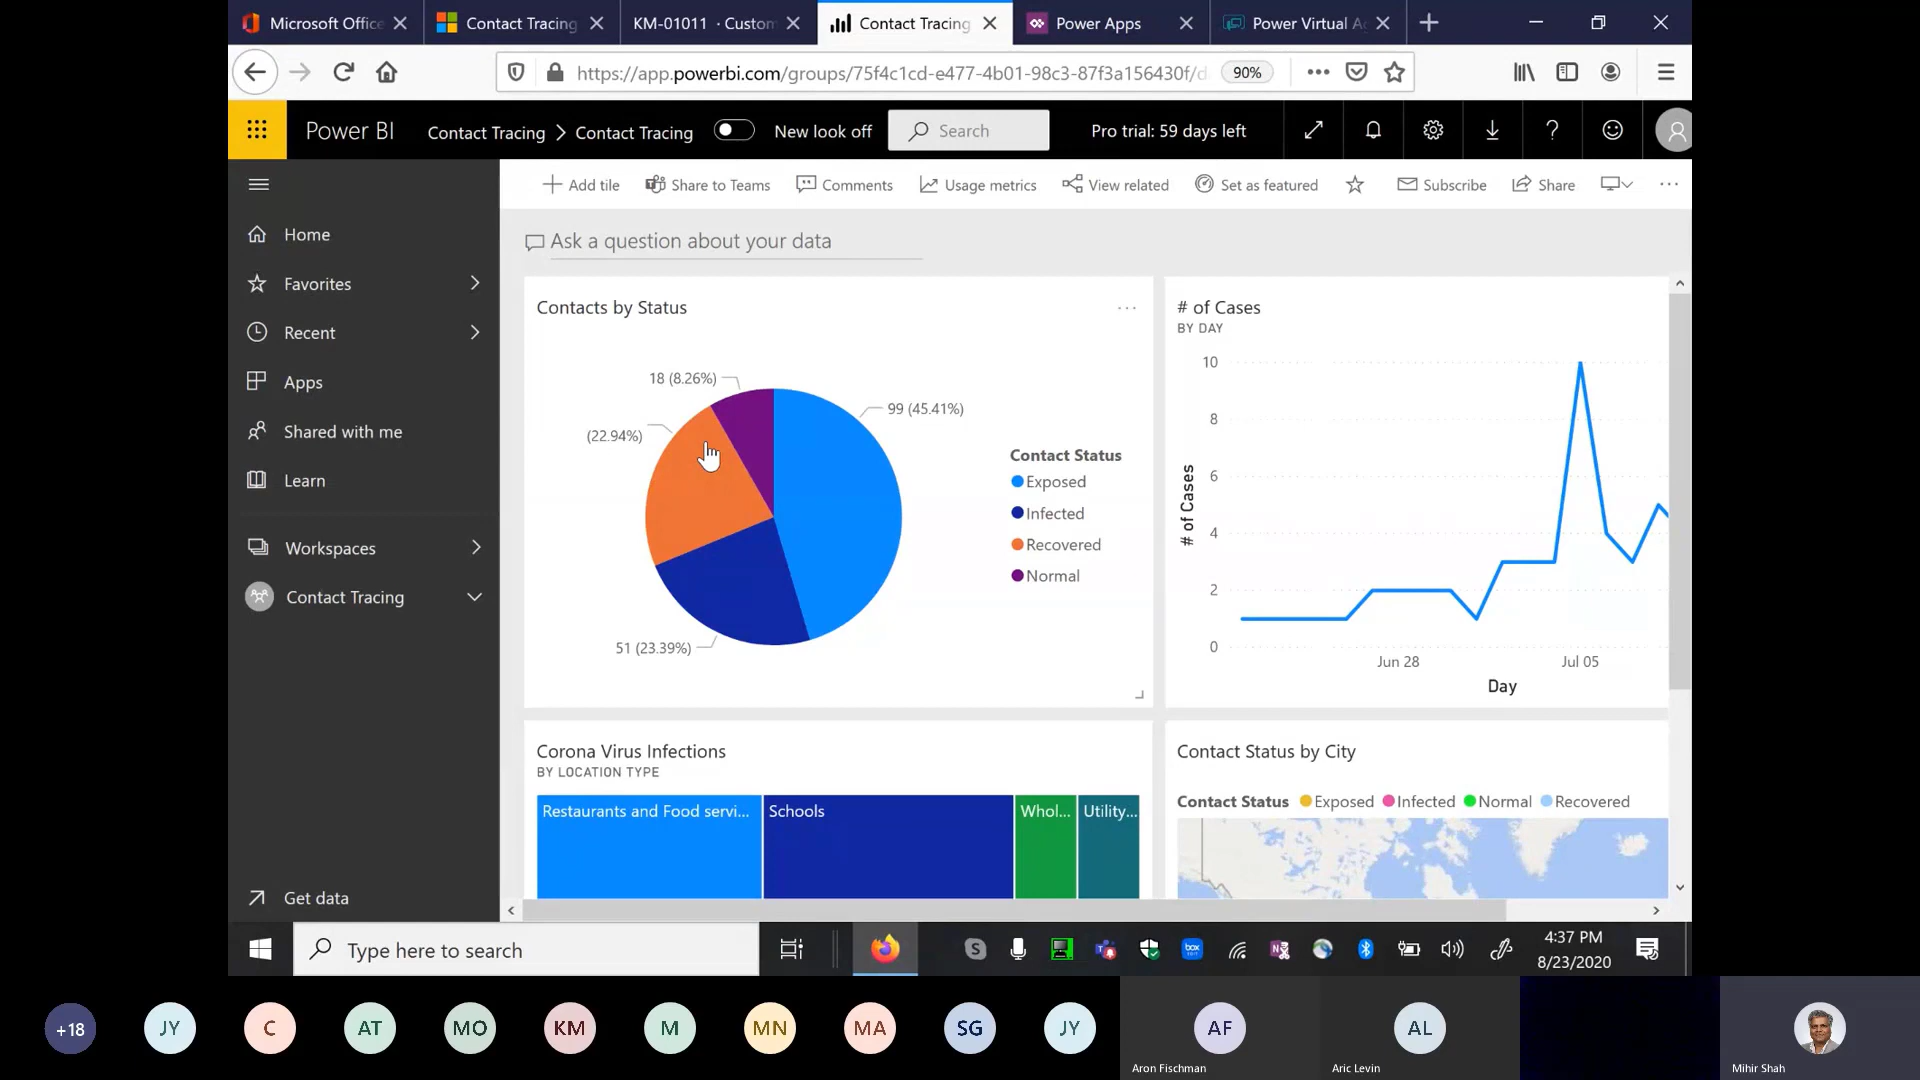 Microsoft Office
Contact Tracing
KM-01011 · Custom
Contact Tracing
Power Apps
Power Virtual Ag
https://app.powerbi.com/groups/75f4c1cd-e477-4b01-98c3-87f3a156430f/d
90%
Power BI
Contact Tracing > Contact Tracing
New look off
Search
Pro trial: 59 days left
Add tile
Share to Teams
Comments
Usage metrics
View related
Set as featured
Subscribe
Share
Home
Favorites
Recent
Apps
Shared with me
Learn
Workspaces
Contact Tracing
Get data
Ask a question about your data
Contacts by Status
18 (8.26%)
99 (45.41%)
(22.94%)
51 (23.39%)
Contact Status
Exposed
Infected
Recovered
Normal
# of Cases
BY DAY
# of Cases
10
8
6
4
2
0
Jun 28
Jul 05
Day
Corona Virus Infections
BY LOCATION TYPE
Restaurants and Food servi...
Schools
Whol...
Utility...
Contact Status by City
Contact Status
Exposed
Infected
Normal
Recovered
Type here to search
box
4:37 PM
8/23/2020
+18
JY
C
AT
MO
KM
M
MN
MA
SG
JY
AF
Aron Fischman
AL
Aric Levin
Mihir Shah